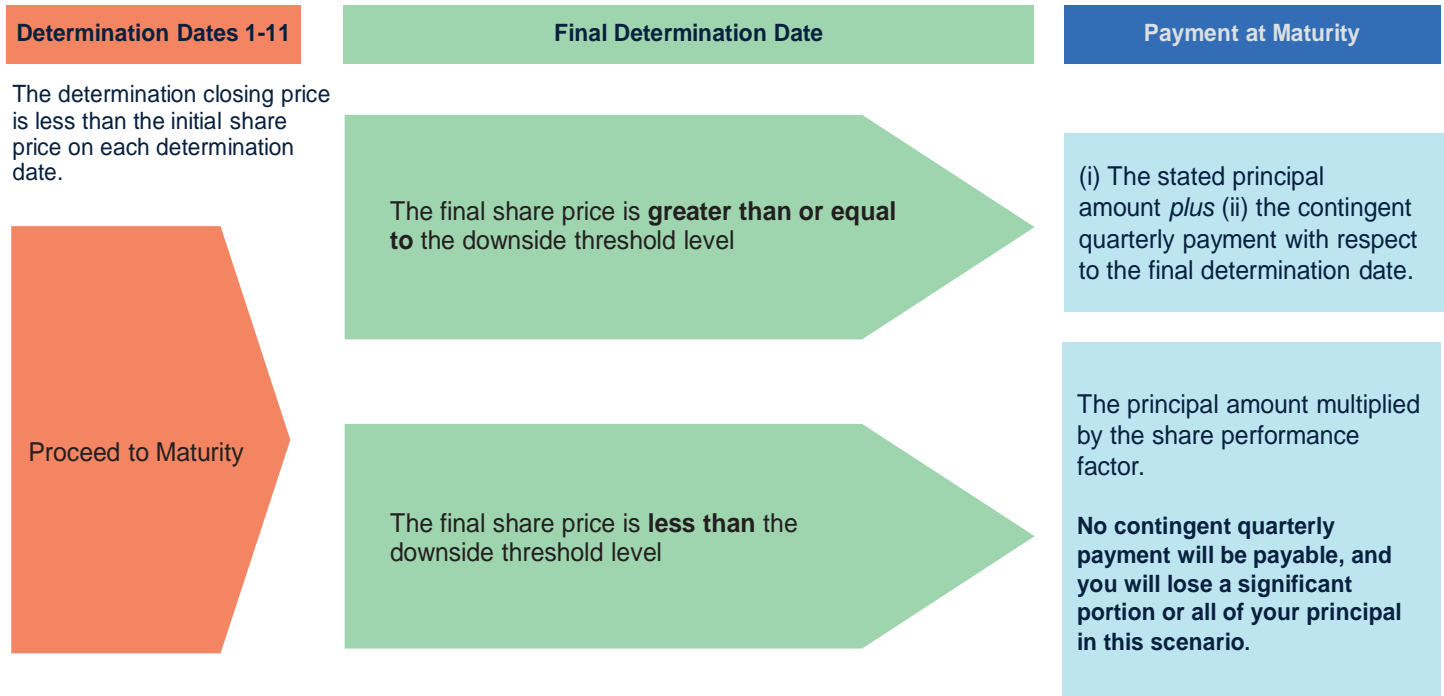 Determination Dates 1-11
Final Determination Date
Payment at Maturity
The determination closing price
is less than the initial share
price on each determination
date.
Proceed to Maturity
The final share price is greater than or equal
to the downside threshold level
(i) The stated principal
amount plus (ii) the contingent
quarterly payment with respect
to the final determination date.
The final share price is less than the
downside threshold level
The principal amount multiplied
by the share performance
factor.
No contingent quarterly
payment will be payable, and
you will lose a significant
portion or all of your principal
in this scenario.